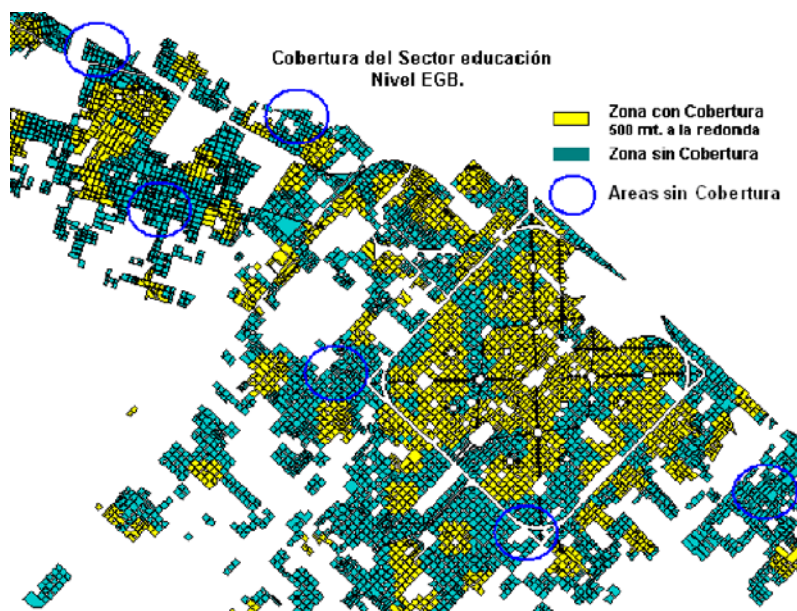 Cobertura del Sector educación
Nivel EGB.
Zona con Cobertura
500 mt. a la redonda
Zona sin Cobertura
Areas sin Cobertura